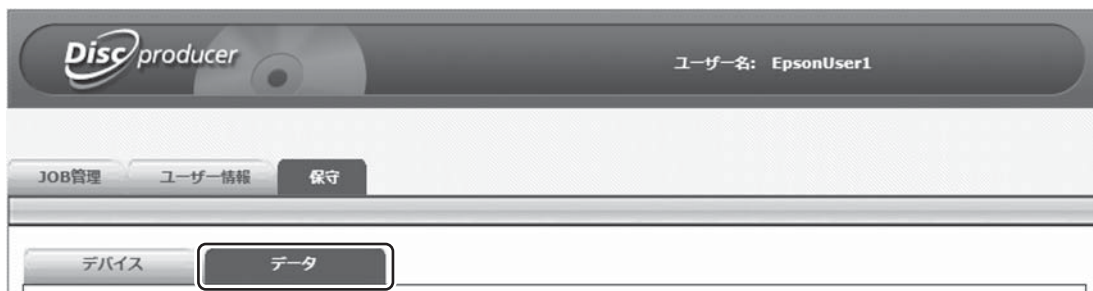 Disc producer
ユーザー名: EpsonUser1
JOB管理 ユーザー情報 保守
デバイス データ